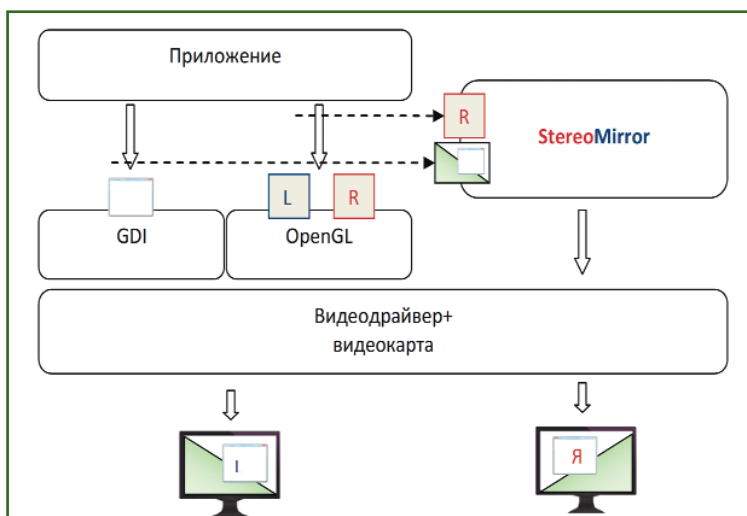 Приложение
R
StereoMirror
L
R
GDI
OpenGL
Видеодрайвер+
видеокарта
L
Я